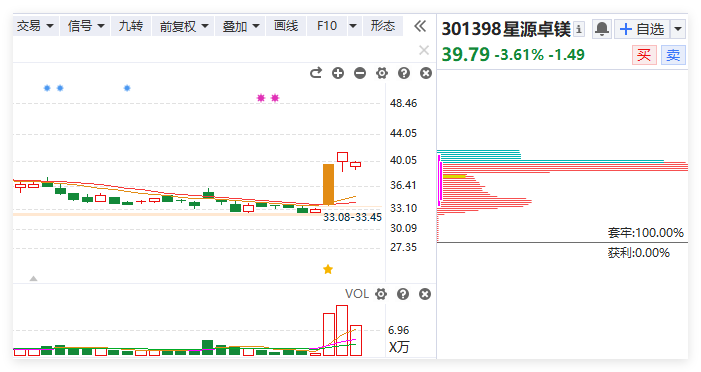 交易 信号 九转 前复权 叠加 画线 F10 形态
301398星源卓镁
自选
39.79 -3.61% -1.49
买 卖
48.46
44.05
40.05
36.41
33.10
33.08-33.45
30.09
27.35
套牢:100.00%
获利:0.00%
VOL
6.96
X万